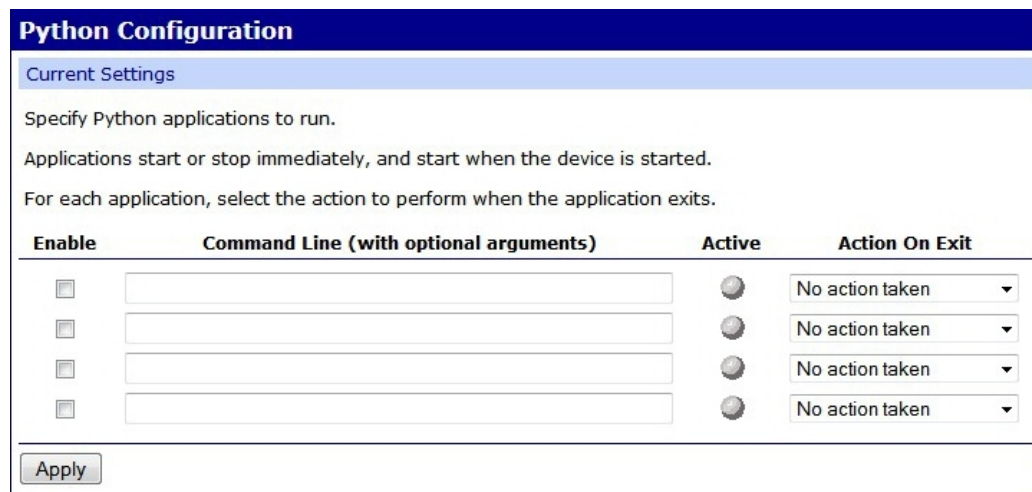 Python Configuration
Current Settings
Specify Python applications to run.
Applications start or stop immediately, and start when the device is started.
For each application, select the action to perform when the application exits.
Enable Command Line (with optional arguments) Active Action On Exit
No action taken
No action taken
No action taken
No action taken
Apply